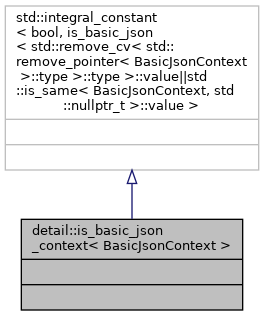 std::integral_constant
< bool, is_basic_json
< std::remove_cv< std::
remove_pointer< BasicJsonContext
 >::type >::type >::value||std
::is_same< BasicJsonContext, std
::nullptr_t >::value >
detail::is_basic_json
_context< BasicJsonContext >